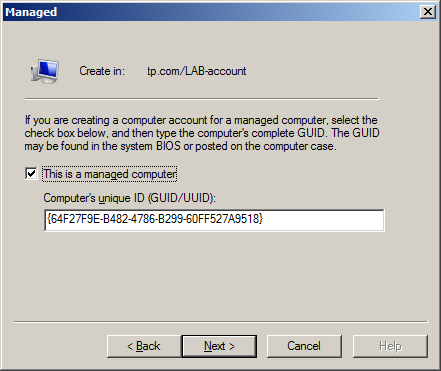 Managed
Create in: tp.com/LAB-account
If you are creating a computer account for a managed computer, select the
check box below, and then type the computer's complete GUID. The GUID
may be found in the system BIOS or posted on the computer case.
This is a managed computer
Computer's unique ID (GUID/UUID):
{64F27F9E-B482-4786-B299-60FF527A9518}
< Back Next > Cancel Help